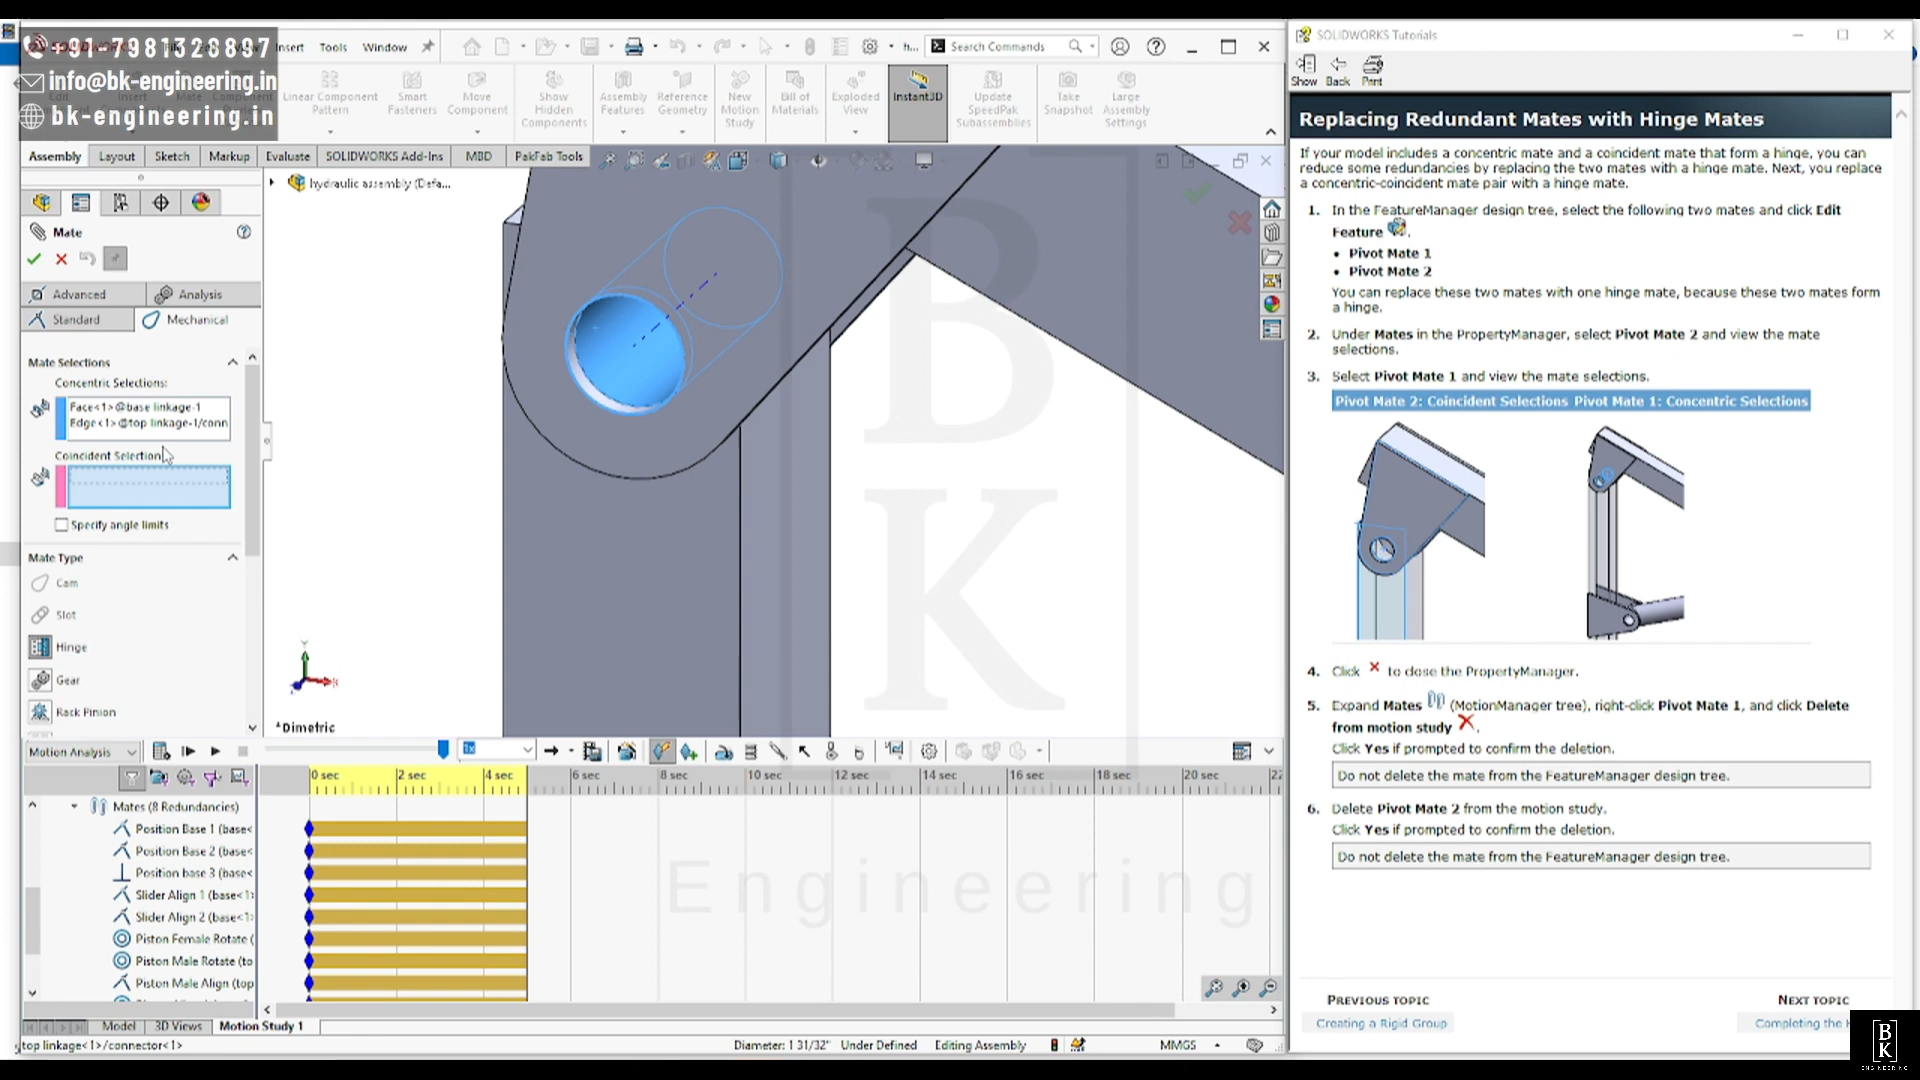 +91-7981328897
info@bk-engineering.in
bk-engineering.in
Insert Tools Window
h...
Search Commands
Linear Component Pattern
Smart Fasteners
Move Component
Show Hidden Components
Assembly Features
Reference Geometry
New Motion Study
Bill of Materials
Exploded View
Instant3D
Update SpeedPak Subassemblies
Take Snapshot
Large Assembly Settings
Assembly Layout Sketch Markup Evaluate SOLIDWORKS Add-Ins MBD PakFab Tools
hydraulic assembly (Defa...
Mate
Advanced Analysis
Standard Mechanical
Mate Selections
Concentric Selections:
Face<1>@base linkage-1
Edge<1>@top linkage-1/conn
Coincident Selection
Specify angle limits
Mate Type
Cam
Slot
Hinge
Gear
Rack Pinion
*Dimetric
B
K
Engineering
Motion Analysis
1x
0 sec 2 sec 4 sec 6 sec 8 sec 10 sec 12 sec 14 sec 16 sec 18 sec 20 sec 22
Mates (8 Redundancies)
Position Base 1 (base<
Position Base 2 (base<
Position base 3 (base<
Slider Align 1 (base<1>
Slider Align 2 (base<1>
Piston Female Rotate (
Piston Male Rotate (to
Piston Male Align (top
Model 3D Views Motion Study 1
top linkage<1>/connector<1>
Diameter: 1 31/32" Under Defined Editing Assembly MMGS
SOLIDWORKS Tutorials
Show Back Print
Replacing Redundant Mates with Hinge Mates
If your model includes a concentric mate and a coincident mate that form a hinge, you can
reduce some redundancies by replacing the two mates with a hinge mate. Next, you replace
a concentric-coincident mate pair with a hinge mate.
1. In the FeatureManager design tree, select the following two mates and click Edit
Feature .
• Pivot Mate 1
• Pivot Mate 2
You can replace these two mates with one hinge mate, because these two mates form
a hinge.
2. Under Mates in the PropertyManager, select Pivot Mate 2 and view the mate
selections.
3. Select Pivot Mate 1 and view the mate selections.
Pivot Mate 2: Coincident Selections Pivot Mate 1: Concentric Selections
4. Click to close the PropertyManager.
5. Expand Mates (MotionManager tree), right-click Pivot Mate 1, and click Delete
from motion study .
Click Yes if prompted to confirm the deletion.
Do not delete the mate from the FeatureManager design tree.
6. Delete Pivot Mate 2 from the motion study.
Click Yes if prompted to confirm the deletion.
Do not delete the mate from the FeatureManager design tree.
PREVIOUS TOPIC
Creating a Rigid Group
NEXT TOPIC
Completing the
B
K
ENGINEERING